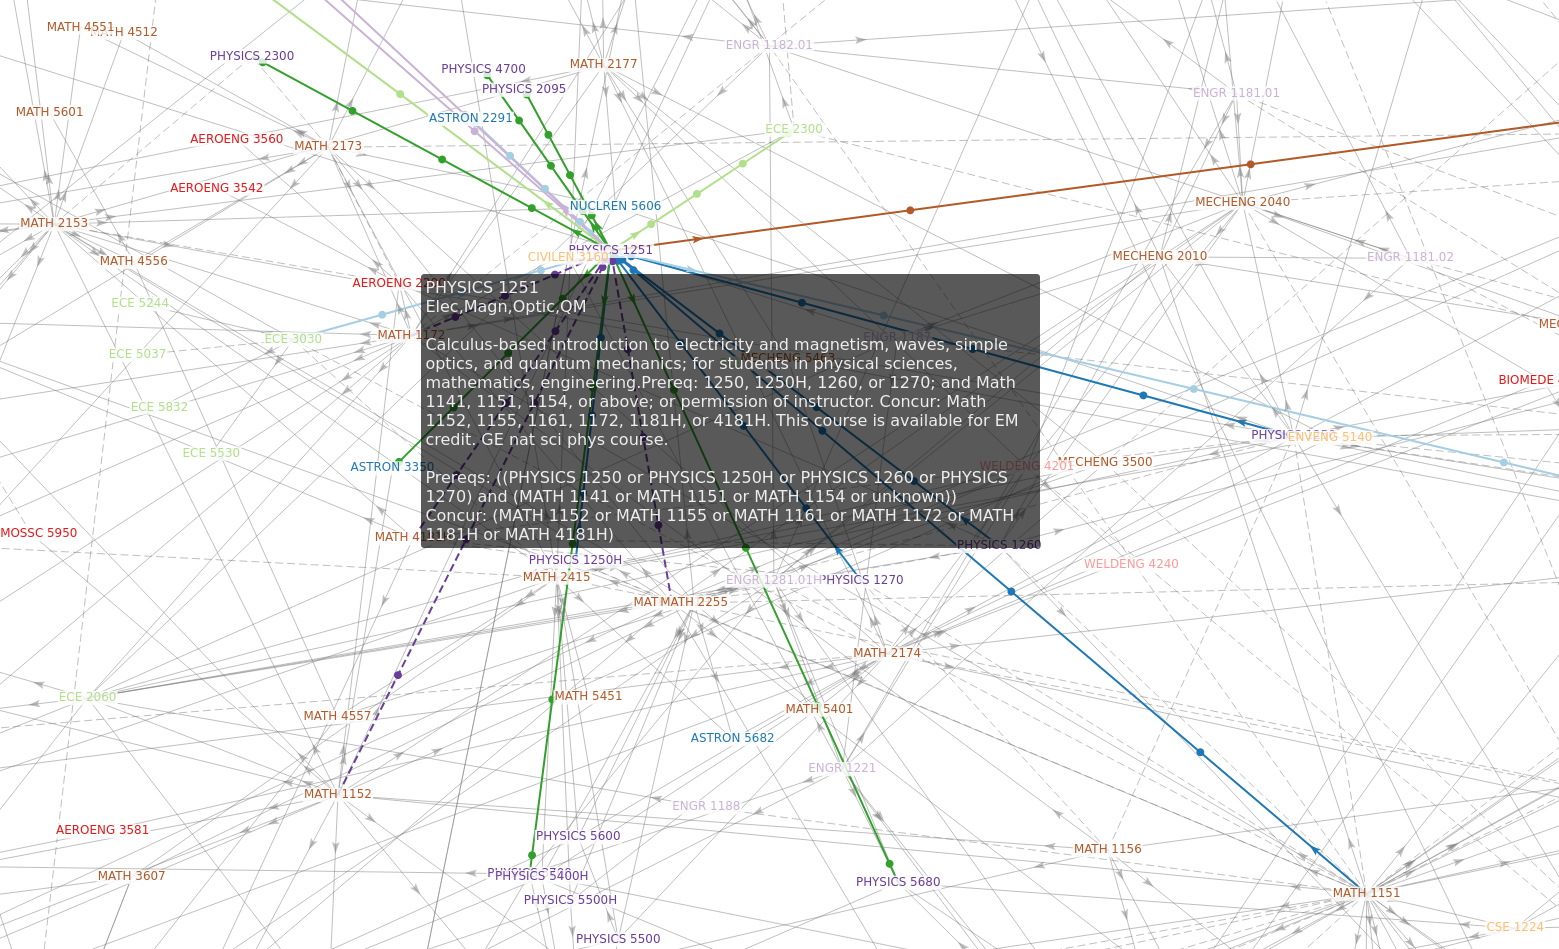 MATH 4551
MATH 4512
PHYSICS 2300
MATH 2177
ENGR 1182.01
PHYSICS 4700
PHYSICS 2095
ENGR 1181.01
MATH 5601
ASTRON 2291
ECE 2300
AEROENG 3560
MATH 2173
AEROENG 3542
NUCLREN 5606
MECHENG 2040
MATH 2153
PHYSICS 1251
CIVILEN 3160
MECHENG 2010
ENGR 1181.02
MATH 4556
AEROENG
ECE 5244
PHYSICS 1251
Elec,Magn,Optic,QM
Calculus-based introduction to electricity and magnetism, waves, simple
optics, and quantum mechanics; for students in physical sciences,
mathematics, engineering.Prereq: 1250, 1250H, 1260, or 1270; and Math
1141, 1151, 1154, or above; or permission of instructor. Concur: Math
1152, 1155, 1161, 1172, 1181H, or 4181H. This course is available for EM
credit. GE nat sci phys course.
Prereqs: ((PHYSICS 1250 or PHYSICS 1250H or PHYSICS 1260 or PHYSICS
1270) and (MATH 1141 or MATH 1151 or MATH 1154 or unknown))
Concur: (MATH 1152 or MATH 1155 or MATH 1161 or MATH 1172 or MATH
1181H or MATH 4181H)
MATH 1172
ECE 3030
ECE 5037
MECHENG 5463
BIOMEDE
ECE 5832
ENVENG 5140
ECE 5530
ASTRON 3350
WELDENG 4201
MECHENG 3500
MOSSC 5950
MATH
PHYSICS 1260
PHYSICS 1250H
WELDENG 4240
MATH 2415
ENGR 1281.01H
PHYSICS 1270
MATH 2255
MATH 2174
ECE 2060
MATH 5451
MATH 5401
MATH 4557
ASTRON 5682
ENGR 1221
MATH 1152
ENGR 1188
AEROENG 3581
PHYSICS 5600
MATH 1156
MATH 3607
PHYSICS 5400H
PHYSICS 5680
MATH 1151
PHYSICS 5500H
CSE 1224
PHYSICS 5500